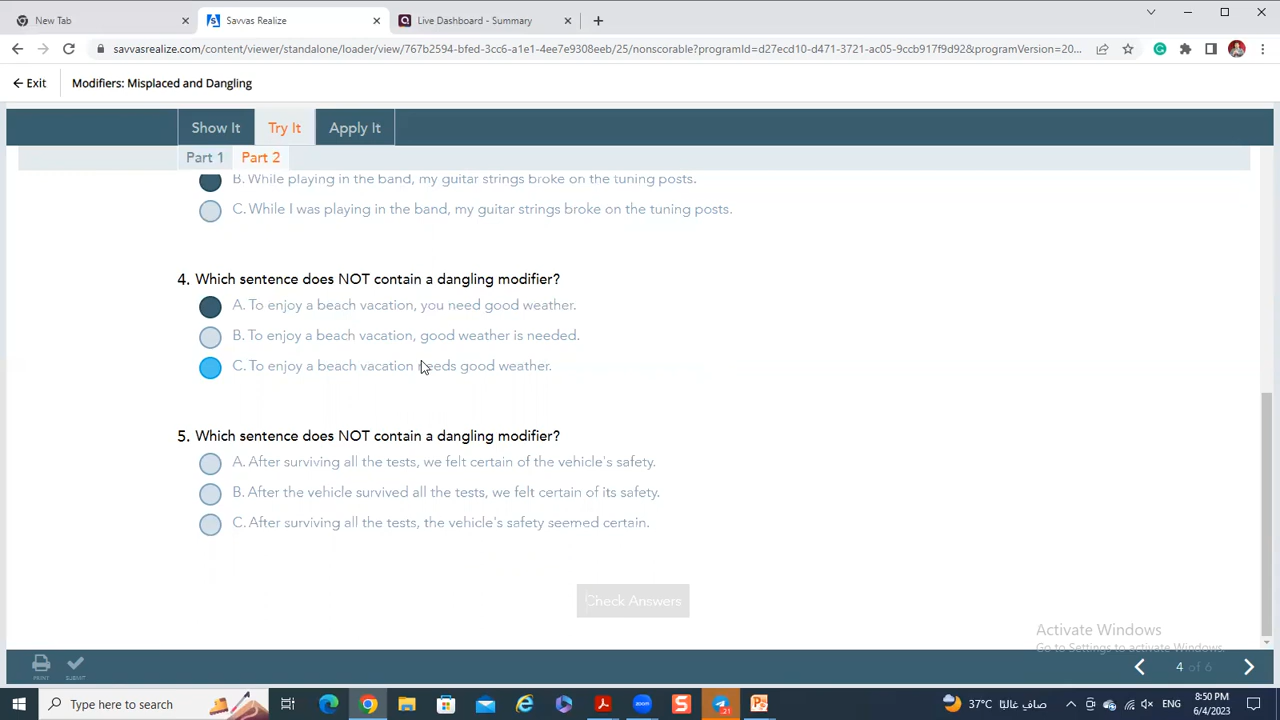 New Tab
Savvas Realize
Live Dashboard - Summary
savvasrealize.com/content/viewer/standalone/loader/view/767b2594-bfed-3cc6-a1e1-4ee7e9308eeb/25/nonscorable?programId=d27ecd10-d471-3721-ac05-9ccb917f9d92&programVersion=20...
Exit
Modifiers: Misplaced and Dangling
Show It
Try It
Apply It
Part 1
Part 2
B. While playing in the band, my guitar strings broke on the tuning posts.
C. While I was playing in the band, my guitar strings broke on the tuning posts.
4. Which sentence does NOT contain a dangling modifier?
A. To enjoy a beach vacation, you need good weather.
B. To enjoy a beach vacation, good weather is needed.
C. To enjoy a beach vacation needs good weather.
5. Which sentence does NOT contain a dangling modifier?
A. After surviving all the tests, we felt certain of the vehicle's safety.
B. After the vehicle survived all the tests, we felt certain of its safety.
C. After surviving all the tests, the vehicle's safety seemed certain.
Check Answers
Activate Windows
Go to Settings to activate Windows.
PRINT
SUBMIT
4 of 6
Type here to search
zoom
21
37°C صافٍ غالبًا
ENG
8:50 PM
6/4/2023